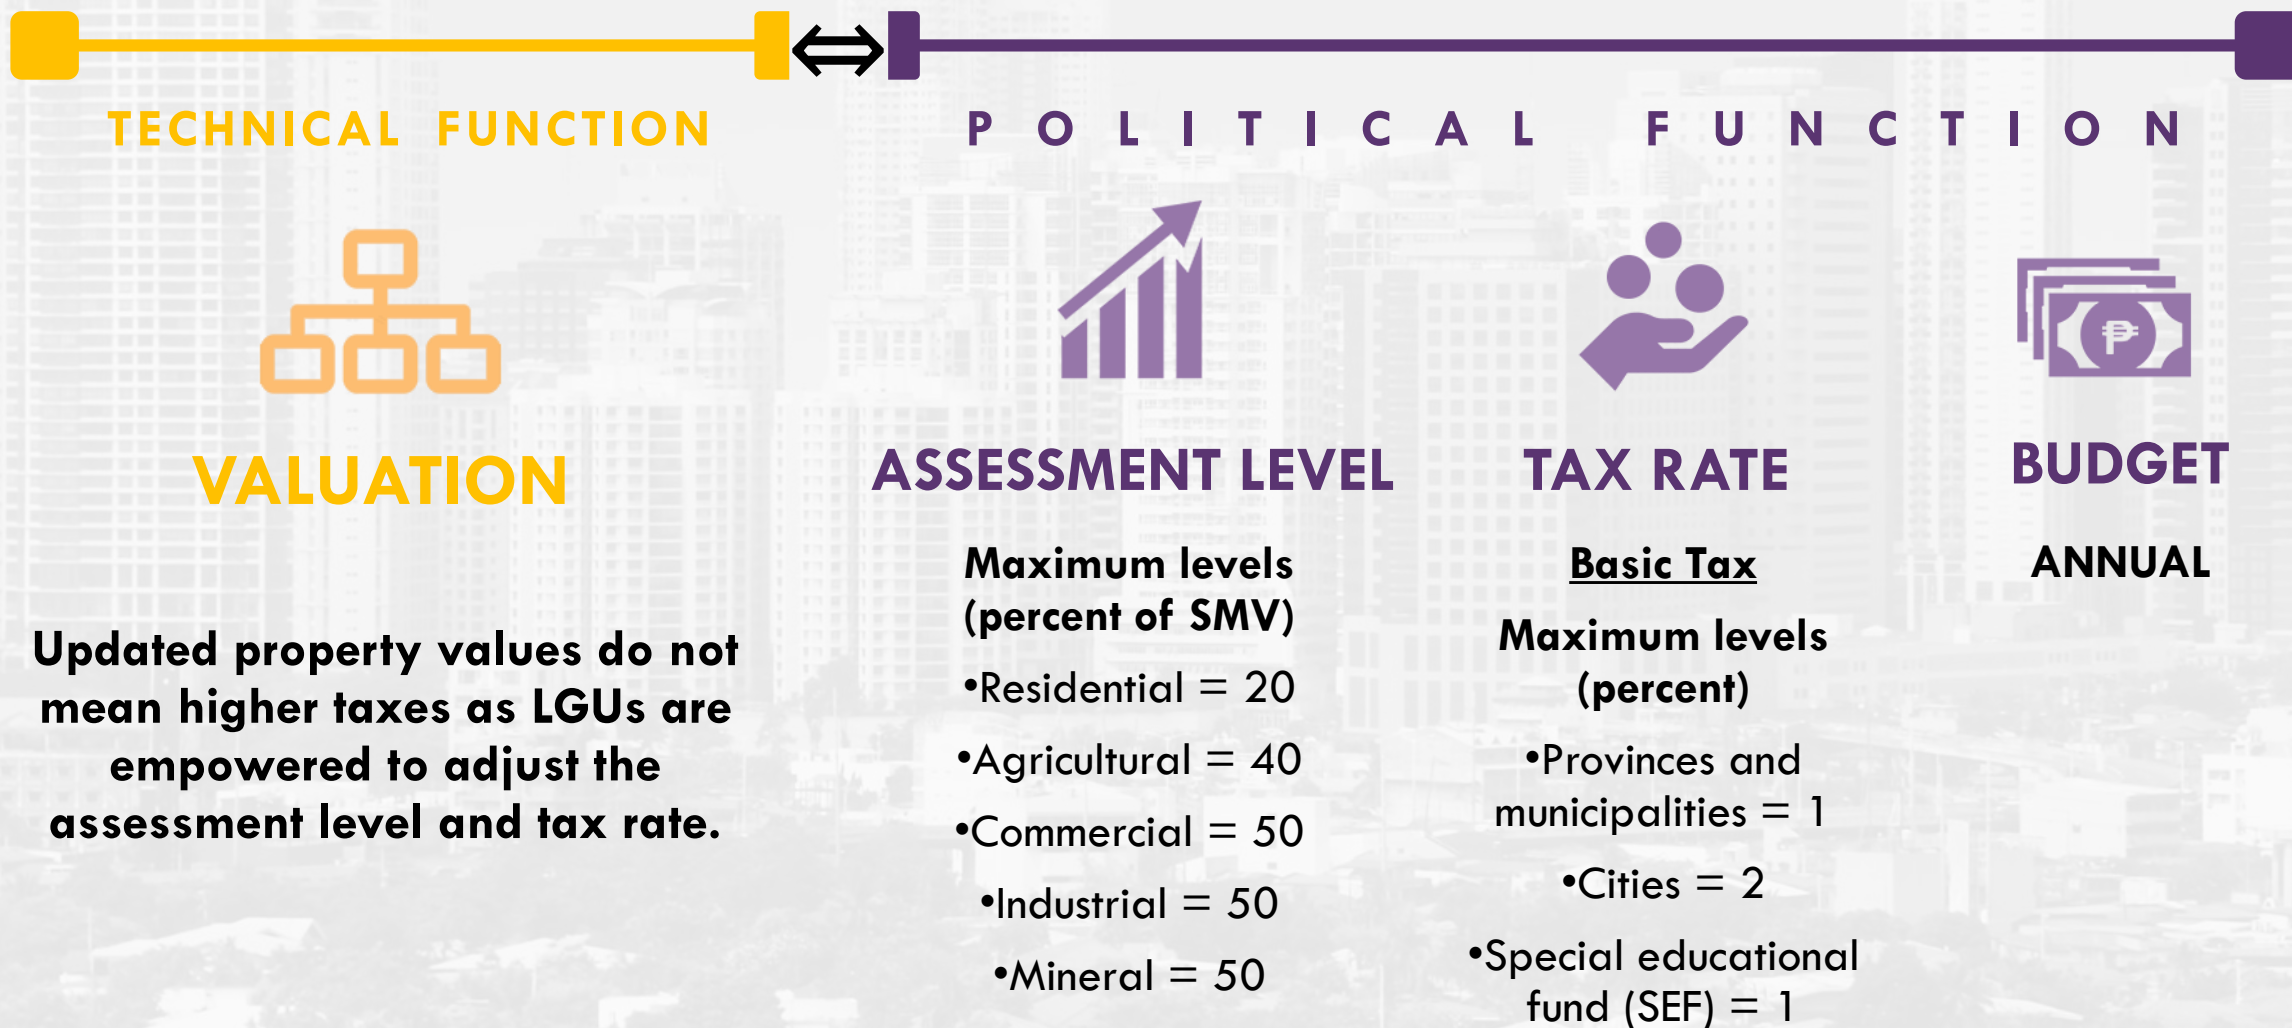 TECHNICAL FUNCTION
POLITICAL FUNCTION
VALUATION
Updated property values do not
mean higher taxes as LGUs are
empowered to adjust the
assessment level and tax rate.
ASSESSMENT LEVEL
Maximum levels
(percent of SMV)
•Residential = 20
•Agricultural = 40
•Commercial = 50
•Industrial = 50
•Mineral = 50
TAX RATE
Basic Tax
Maximum levels
(percent)
•Provinces and
municipalities = 1
•Cities = 2
•Special educational
fund (SEF) = 1
₱
BUDGET
ANNUAL